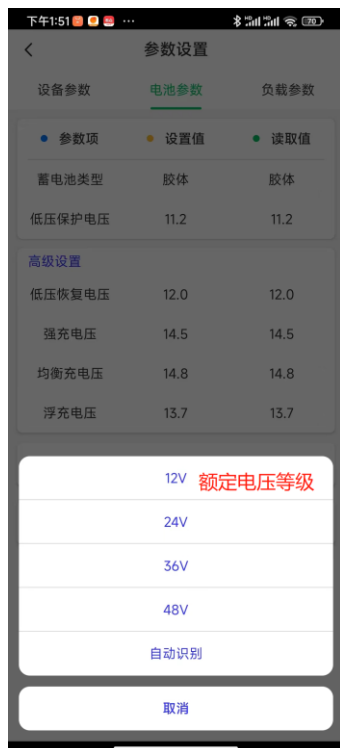 下午1:51 ··· 70
参数设置
设备参数 电池参数 负载参数
参数项 设置值 读取值
蓄电池类型 胶体 胶体
低压保护电压 11.2 11.2
高级设置
低压恢复电压 12.0 12.0
强充电压 14.5 14.5
均衡充电压 14.8 14.8
浮充电压 13.7 13.7
12V 额定电压等级
24V
36V
48V
自动识别
取消